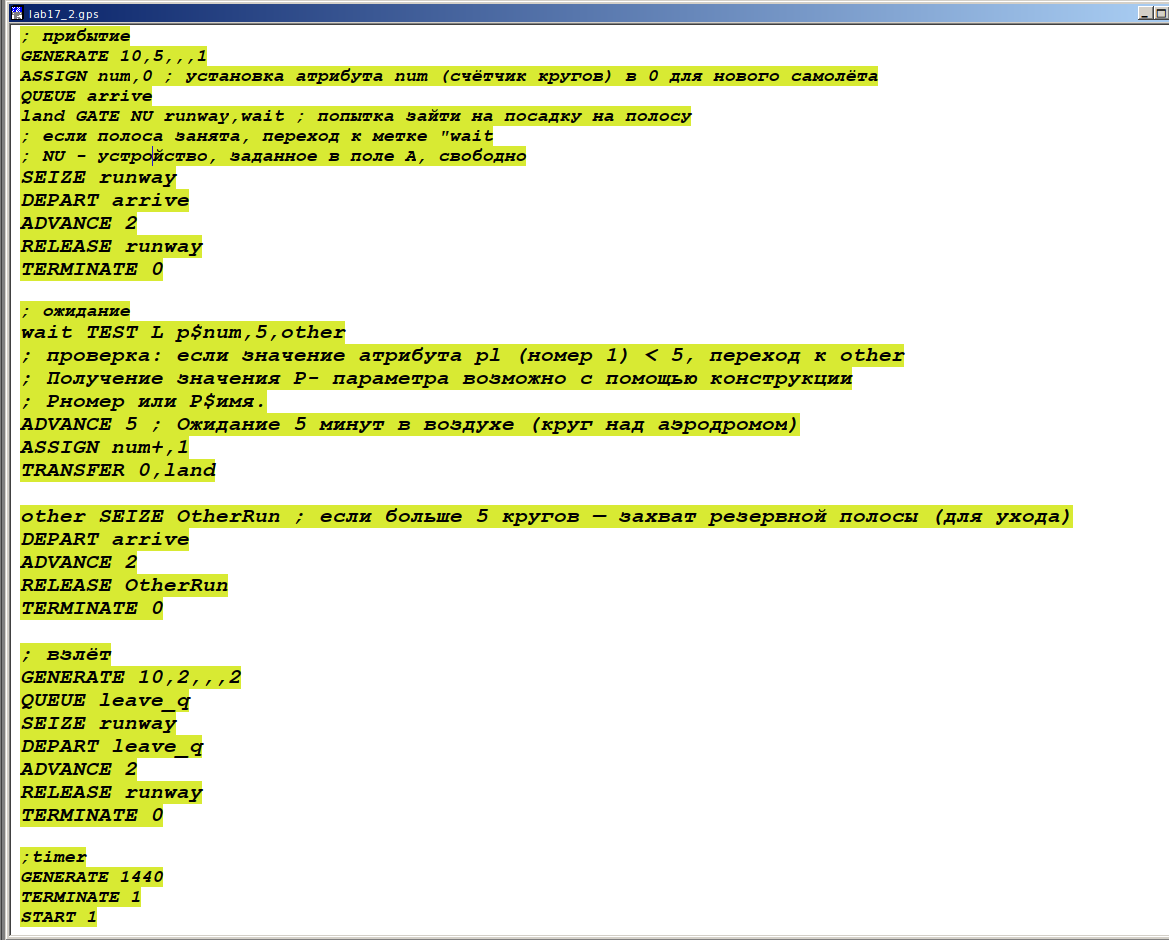 lab17_2.gps
; прибытие
GENERATE 10,5,,,1
ASSIGN num,0 ; установка атрибута num (счётчик кругов) в 0 для нового самолёта
QUEUE arrive
land GATE NU runway,wait ; попытка зайти на посадку на полосу
; если полоса занята, переход к метке "wait
; NU - устройство, заданное в поле A, свободно
SEIZE runway
DEPART arrive
ADVANCE 2
RELEASE runway
TERMINATE 0
; ожидание
wait TEST L p$num,5,other
; проверка: если значение атрибута p1 (номер 1) < 5, переход к other
; Получение значения P- параметра возможно с помощью конструкции
; Pномер или P$имя.
ADVANCE 5 ; Ожидание 5 минут в воздухе (круг над аэродромом)
ASSIGN num+,1
TRANSFER 0,land
other SEIZE OtherRun ; если больше 5 кругов — захват резервной полосы (для ухода)
DEPART arrive
ADVANCE 2
RELEASE OtherRun
TERMINATE 0
; взлёт
GENERATE 10,2,,,2
QUEUE leave_q
SEIZE runway
DEPART leave_q
ADVANCE 2
RELEASE runway
TERMINATE 0
;timer
GENERATE 1440
TERMINATE 1
START 1